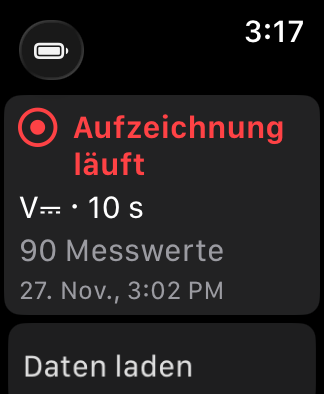 3:17
Aufzeichnung
läuft
V⎓ · 10 s
90 Messwerte
27. Nov., 3:02 PM
Daten laden